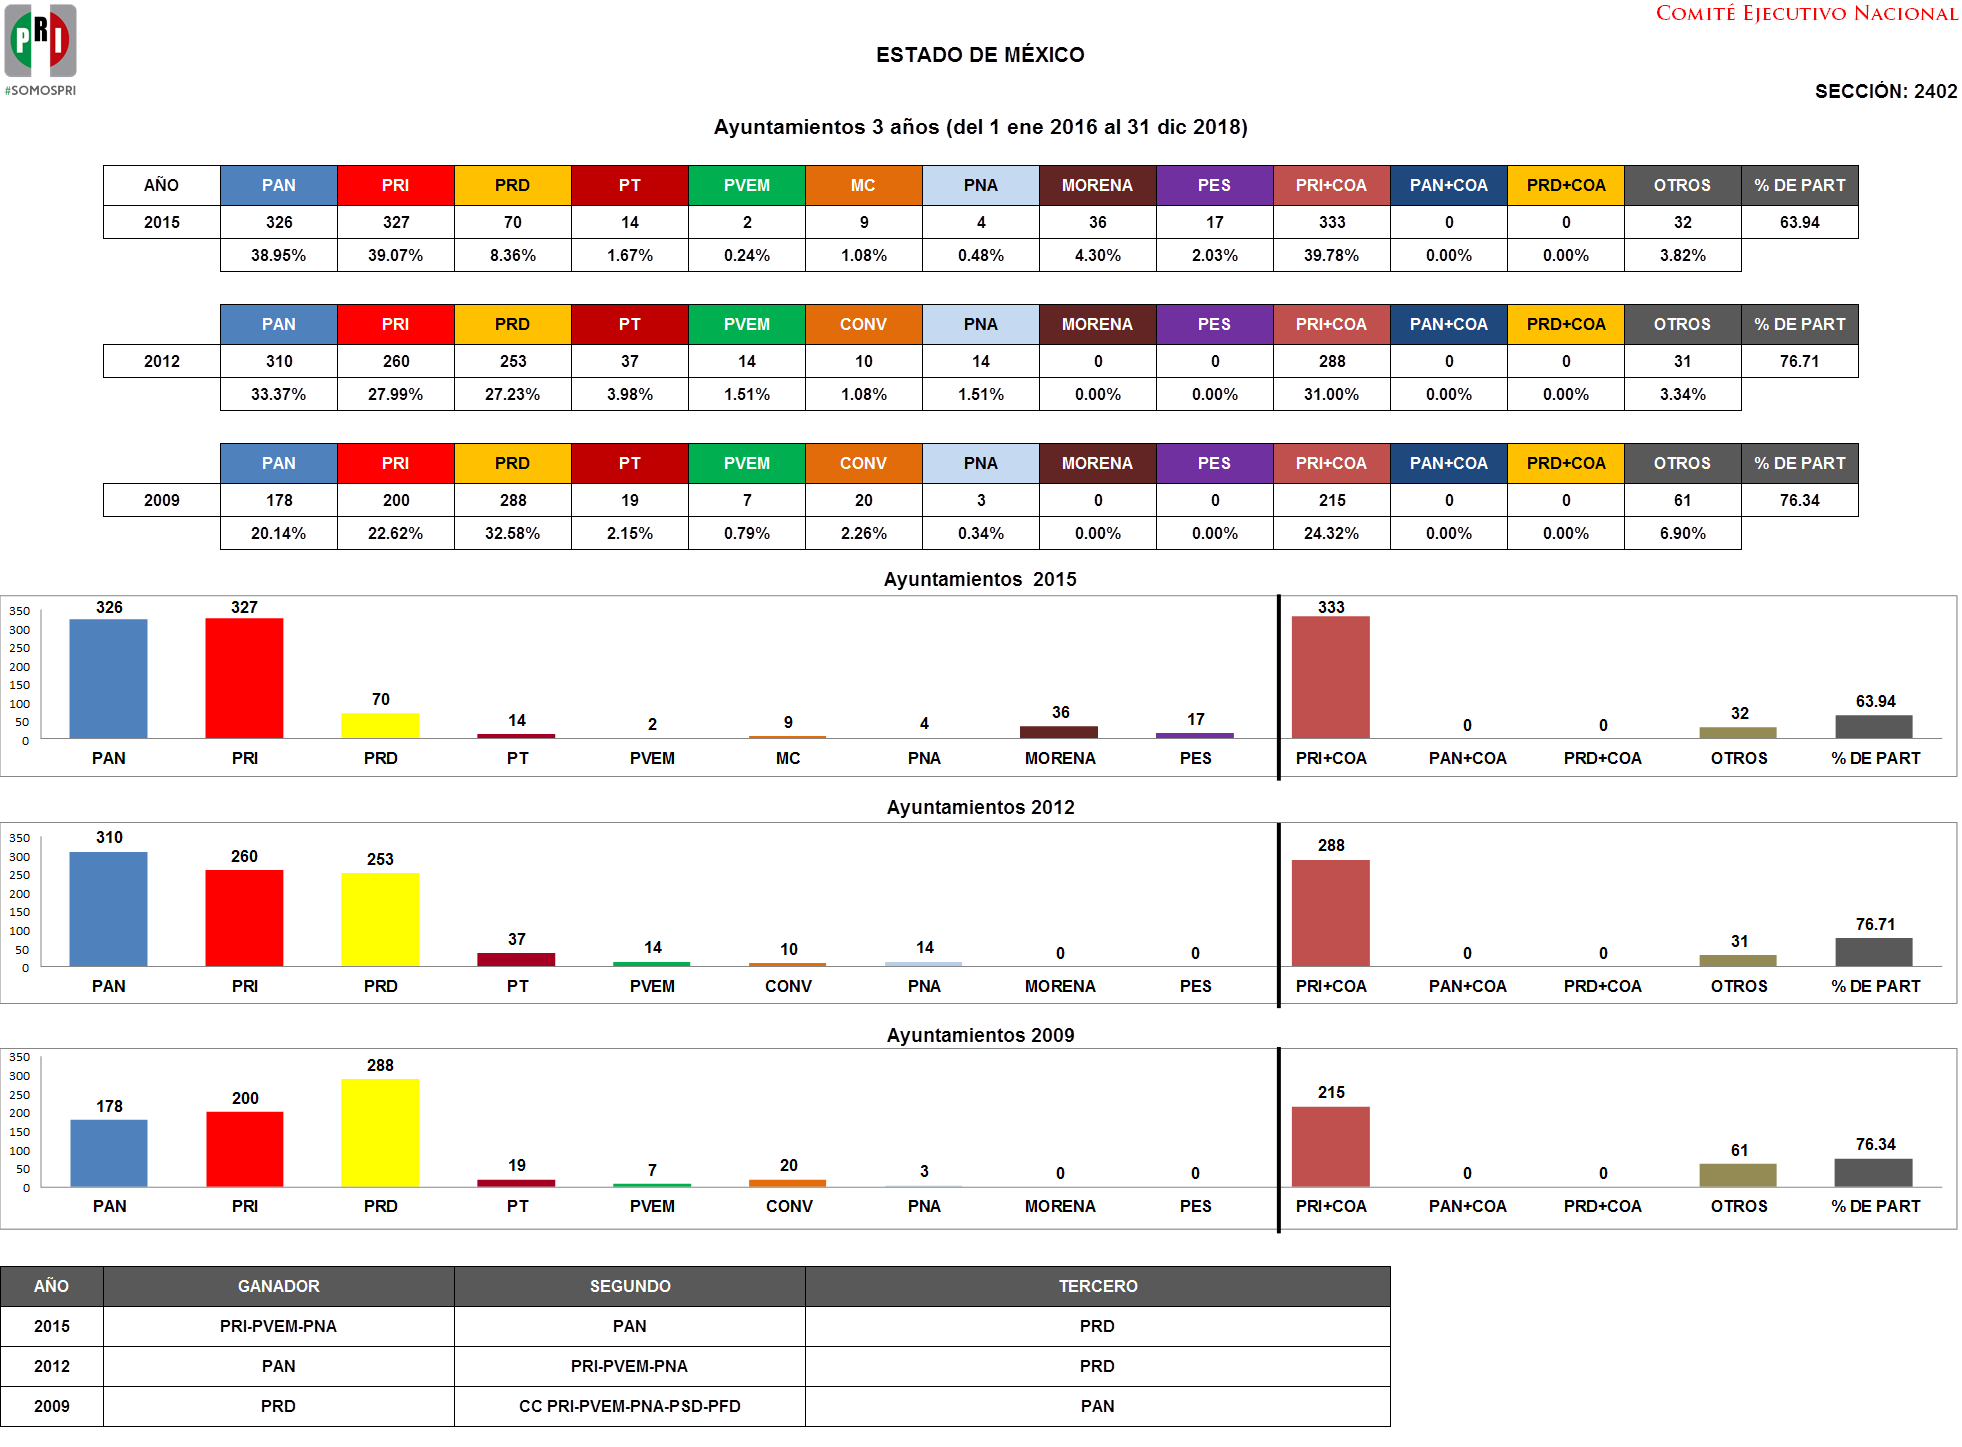 PRI
#SOMOSPRI
COMITÉ EJECUTIVO NACIONAL
ESTADO DE MÉXICO
SECCIÓN: 2402
Ayuntamientos 3 años (del 1 ene 2016 al 31 dic 2018)
AÑO PAN PRI PRD PT PVEM MC PNA MORENA PES PRI+COA PAN+COA PRD+COA OTROS % DE PART
2015 326 327 70 14 2 9 4 36 17 333 0 0 32 63.94
38.95% 39.07% 8.36% 1.67% 0.24% 1.08% 0.48% 4.30% 2.03% 39.78% 0.00% 0.00% 3.82%
PAN PRI PRD PT PVEM CONV PNA MORENA PES PRI+COA PAN+COA PRD+COA OTROS % DE PART
2012 310 260 253 37 14 10 14 0 0 288 0 0 31 76.71
33.37% 27.99% 27.23% 3.98% 1.51% 1.08% 1.51% 0.00% 0.00% 31.00% 0.00% 0.00% 3.34%
PAN PRI PRD PT PVEM CONV PNA MORENA PES PRI+COA PAN+COA PRD+COA OTROS % DE PART
2009 178 200 288 19 7 20 3 0 0 215 0 0 61 76.34
20.14% 22.62% 32.58% 2.15% 0.79% 2.26% 0.34% 0.00% 0.00% 24.32% 0.00% 0.00% 6.90%
Ayuntamientos 2015
350
300
250
200
150
100
50
0
326 327 70 14 2 9 4 36 17 333 0 0 32 63.94
PAN PRI PRD PT PVEM MC PNA MORENA PES PRI+COA PAN+COA PRD+COA OTROS % DE PART
Ayuntamientos 2012
350
300
250
200
150
100
50
0
310 260 253 37 14 10 14 0 0 288 0 0 31 76.71
PAN PRI PRD PT PVEM CONV PNA MORENA PES PRI+COA PAN+COA PRD+COA OTROS % DE PART
Ayuntamientos 2009
350
300
250
200
150
100
50
0
178 200 288 19 7 20 3 0 0 215 0 0 61 76.34
PAN PRI PRD PT PVEM CONV PNA MORENA PES PRI+COA PAN+COA PRD+COA OTROS % DE PART
AÑO GANADOR SEGUNDO TERCERO
2015 PRI-PVEM-PNA PAN PRD
2012 PAN PRI-PVEM-PNA PRD
2009 PRD CC PRI-PVEM-PNA-PSD-PFD PAN